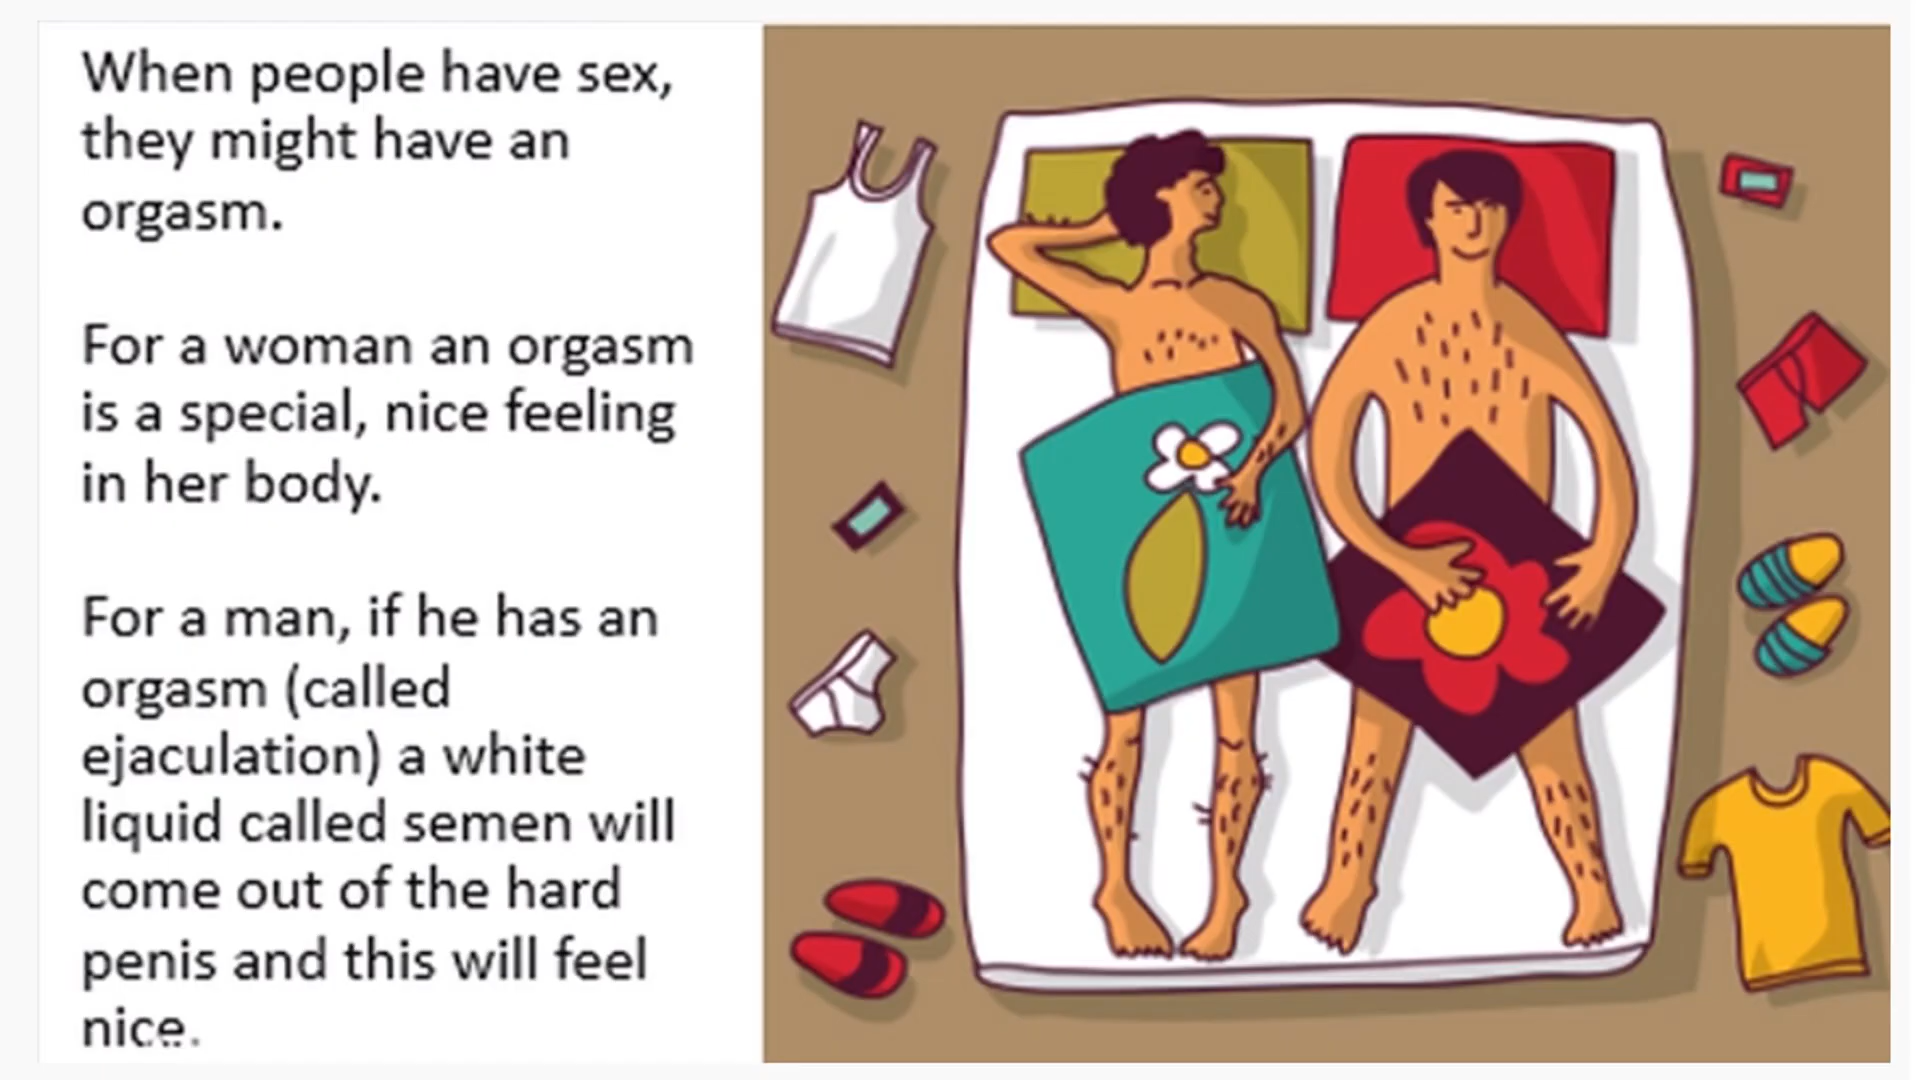 When people have sex,
they might have an
orgasm.
For a woman an orgasm
is a special, nice feeling
in her body.
For a man, if he has an
orgasm (called
ejaculation) a white
liquid called semen will
come out of the hard
penis and this will feel
nice.